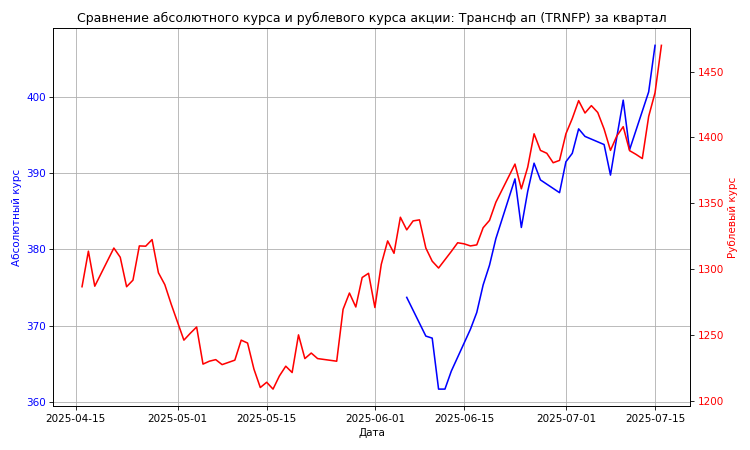 Сравнение абсолютного курса и рублевого курса акции: Транснф ап (TRNFP) за квартал
Абсолютный курс
400
390
380
370
360
1450
1400
1350
1300
1250
1200
Рублевый курс
2025-04-15 2025-05-01 2025-05-15 2025-06-01 2025-06-15 2025-07-01 2025-07-15
Дата